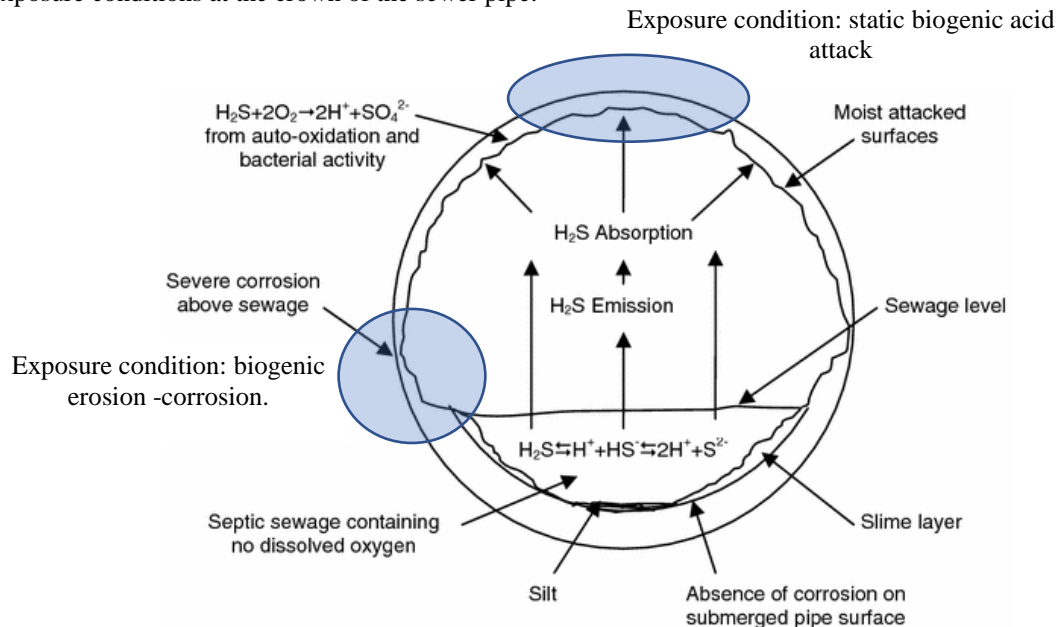 xposure conditions at the crown of the sewer pipe.
Exposure condition: static biogenic acid
attack
H₂S+2O₂→2H⁺+SO₄²⁻
from auto-oxidation and
bacterial activity
Moist attacked
surfaces
H₂S Absorption
Severe corrosion
above sewage
H₂S Emission
Sewage level
Exposure condition: biogenic
erosion -corrosion.
H₂S⇆H⁺+HS⁻⇆2H⁺+S²⁻
Septic sewage containing
no dissolved oxygen
Slime layer
Silt
Absence of corrosion on
submerged pipe surface